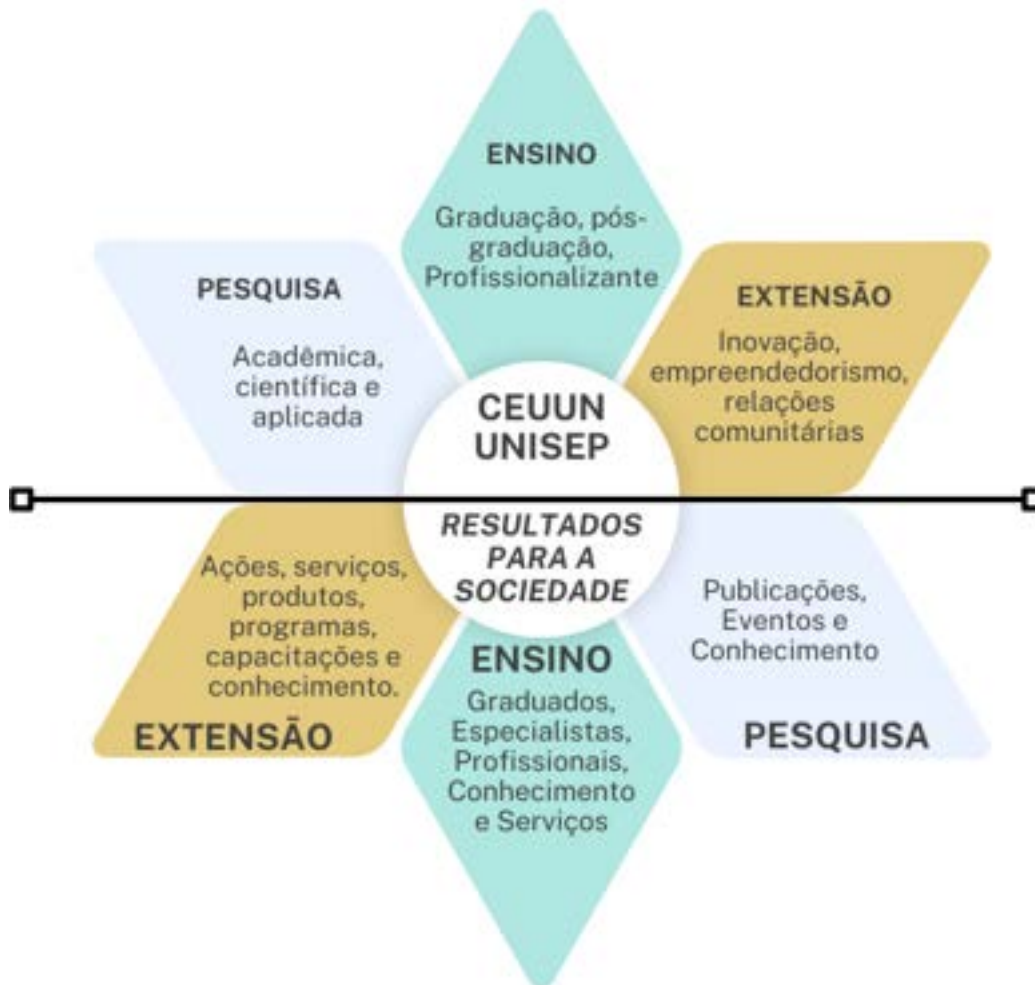 ENSINO
Graduação, pós-
graduação,
Profissionalizante
PESQUISA
Acadêmica,
científica e
aplicada
EXTENSÃO
Inovação,
empreendedorismo,
relações
comunitárias
CEUUN
UNISEP
RESULTADOS
PARA A
SOCIEDADE
Ações, serviços,
produtos,
programas,
capacitações e
conhecimento.
EXTENSÃO
ENSINO
Graduados,
Especialistas,
Profissionais,
Conhecimento
e Serviços
Publicações,
Eventos e
Conhecimento
PESQUISA